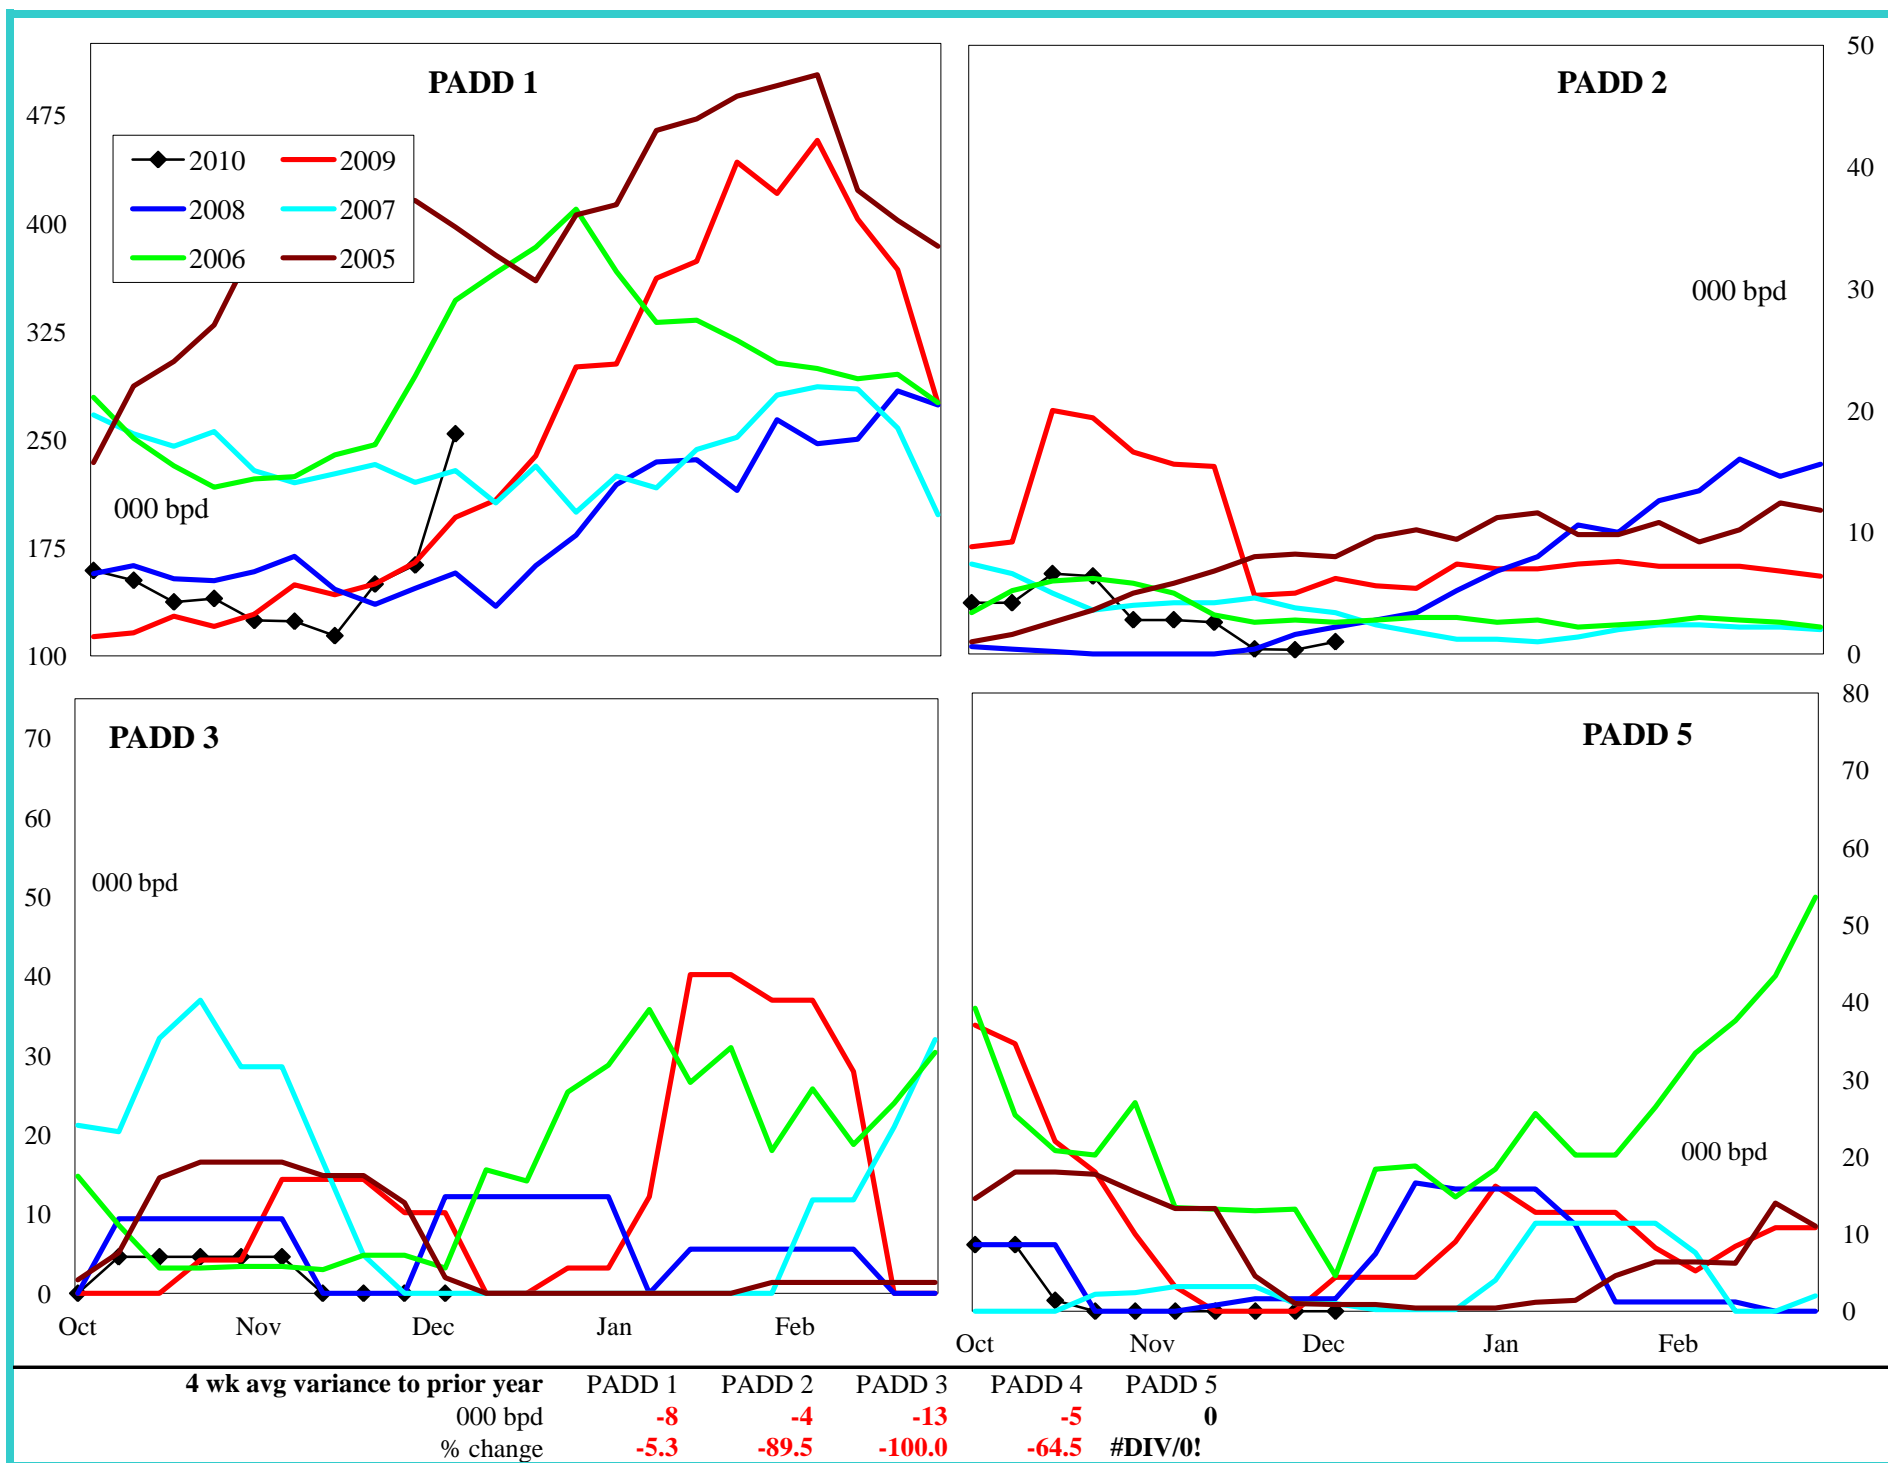 PADD 1
475
2010 2009
400
2008 2007
2006 2005
325
250
000 bpd
175
100
PADD 2
50
40
30
000 bpd
20
10
0
PADD 3
70
60
000 bpd
50
40
30
20
10
0
Oct Nov Dec Jan Feb
PADD 5
80
70
60
50
40
30
000 bpd
20
10
0
Oct Nov Dec Jan Feb
4 wk avg variance to prior year PADD 1 PADD 2 PADD 3 PADD 4 PADD 5
000 bpd -8 -4 -13 -5 0
% change -5.3 -89.5 -100.0 -64.5 #DIV/0!